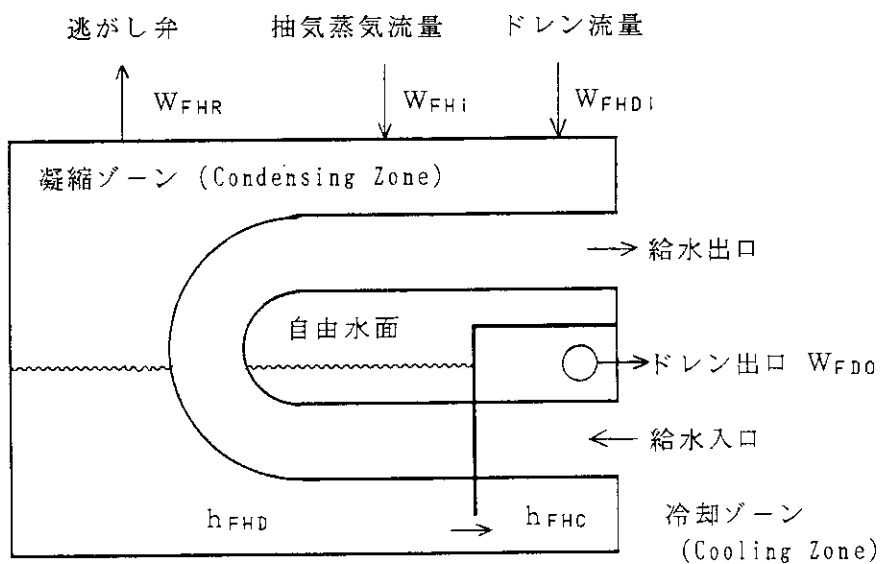 逃がし弁
抽気蒸気流量
ドレン流量
WFHR
WFHi
WFHDi
凝縮ゾーン (Condensing Zone)
給水出口
自由水面
ドレン出口 WFDO
給水入口
hFHD
hFHC
冷却ゾーン
(Cooling Zone)